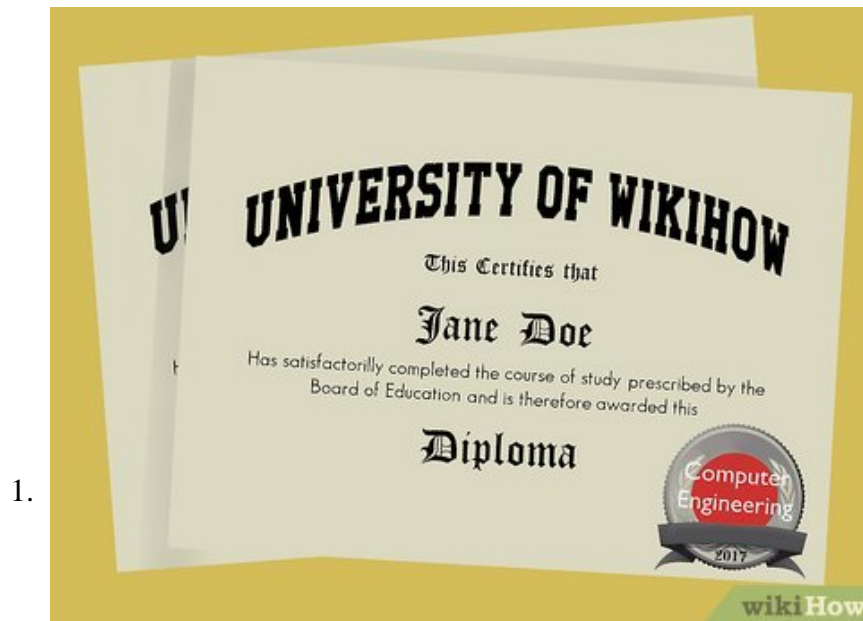 UNIVERSITY OF WIKIHOW
This Certifies that
Jane Doe
Has satisfactorilly completed the course of study prescribed by the
Board of Education and is therefore awarded this
Diploma
1.
Computer
Engineering
2017
wikiHow